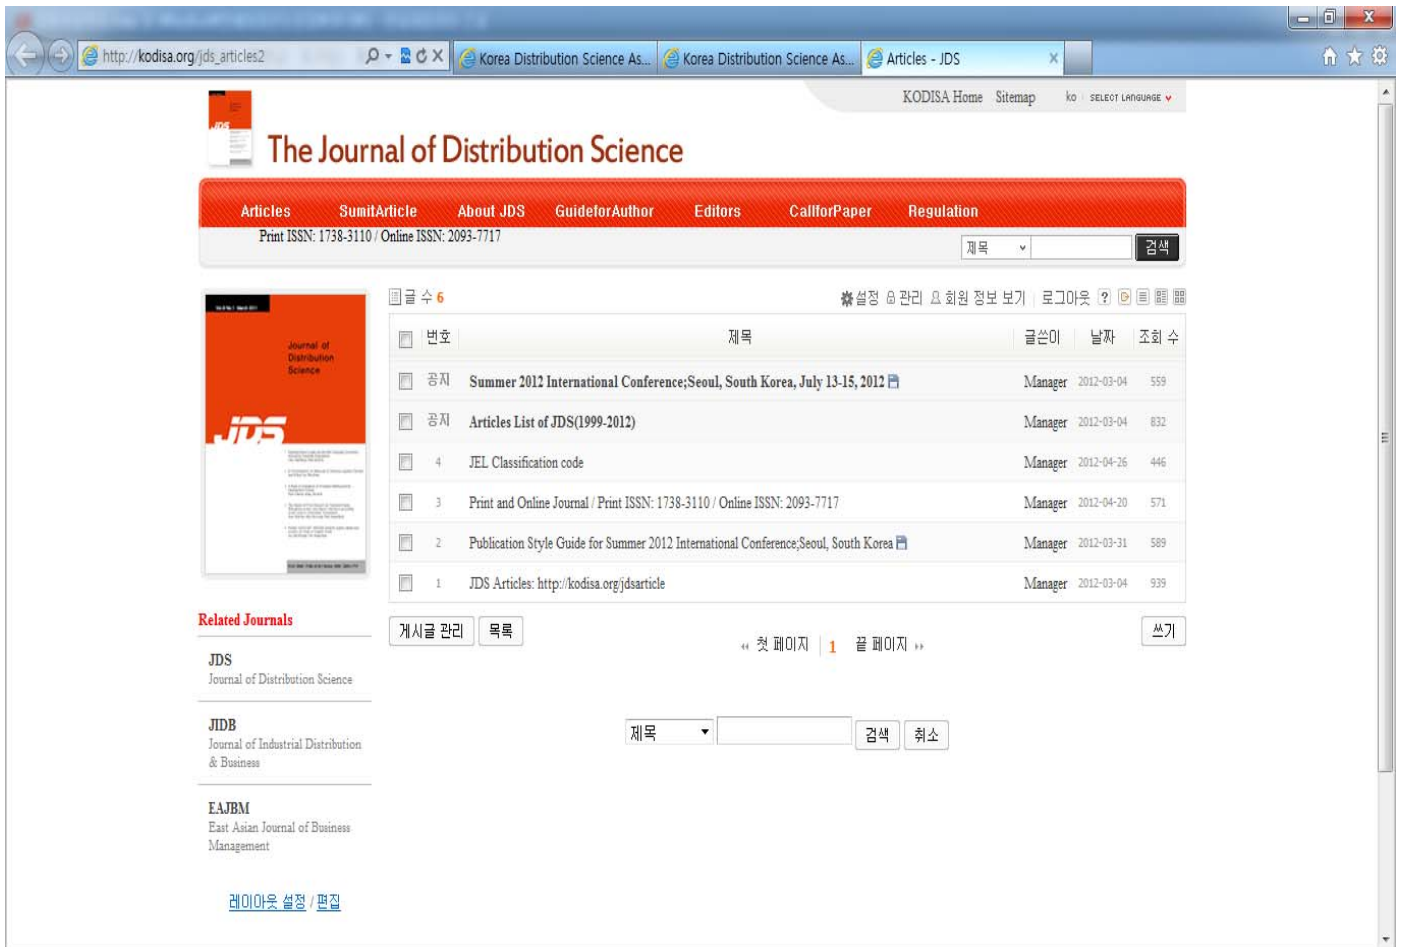 http://kodisa.org/jds_articles2
Korea Distribution Science As...
Korea Distribution Science As...
Articles - JDS
KODISA Home Sitemap ko SELECT LANGUAGE
The Journal of Distribution Science
Articles SumitArticle About JDS GuideforAuthor Editors CallforPaper Regulation
Print ISSN: 1738-3110 / Online ISSN: 2093-7717
제목 검색
글 수 6
설정 관리 회원 정보 보기 로그아웃
번호 제목 글쓴이 날짜 조회 수
공지 Summer 2012 International Conference;Seoul, South Korea, July 13-15, 2012 Manager 2012-03-04 559
공지 Articles List of JDS(1999-2012) Manager 2012-03-04 832
4 JEL Classification code Manager 2012-04-26 446
3 Print and Online Journal / Print ISSN: 1738-3110 / Online ISSN: 2093-7717 Manager 2012-04-20 571
2 Publication Style Guide for Summer 2012 International Conference;Seoul, South Korea Manager 2012-03-31 589
1 JDS Articles: http://kodisa.org/jdsarticle Manager 2012-03-04 939
게시글 관리 목록 쓰기
첫 페이지 1 끝 페이지
제목 검색 취소
Journal of
Distribution
Science
JDS
Related Journals
JDS
Journal of Distribution Science
JIDB
Journal of Industrial Distribution
& Business
EAJBM
East Asian Journal of Business
Management
레이아웃 설정 / 편집